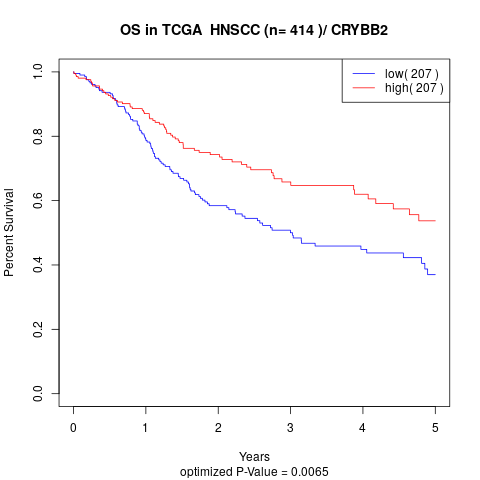 OS in TCGA HNSCC (n= 414 )/ CRYBB2
low( 207 )
high( 207 )
Percent Survival
1.0
0.8
0.6
0.4
0.2
0.0
0 1 2 3 4 5
Years
optimized P-Value = 0.0065